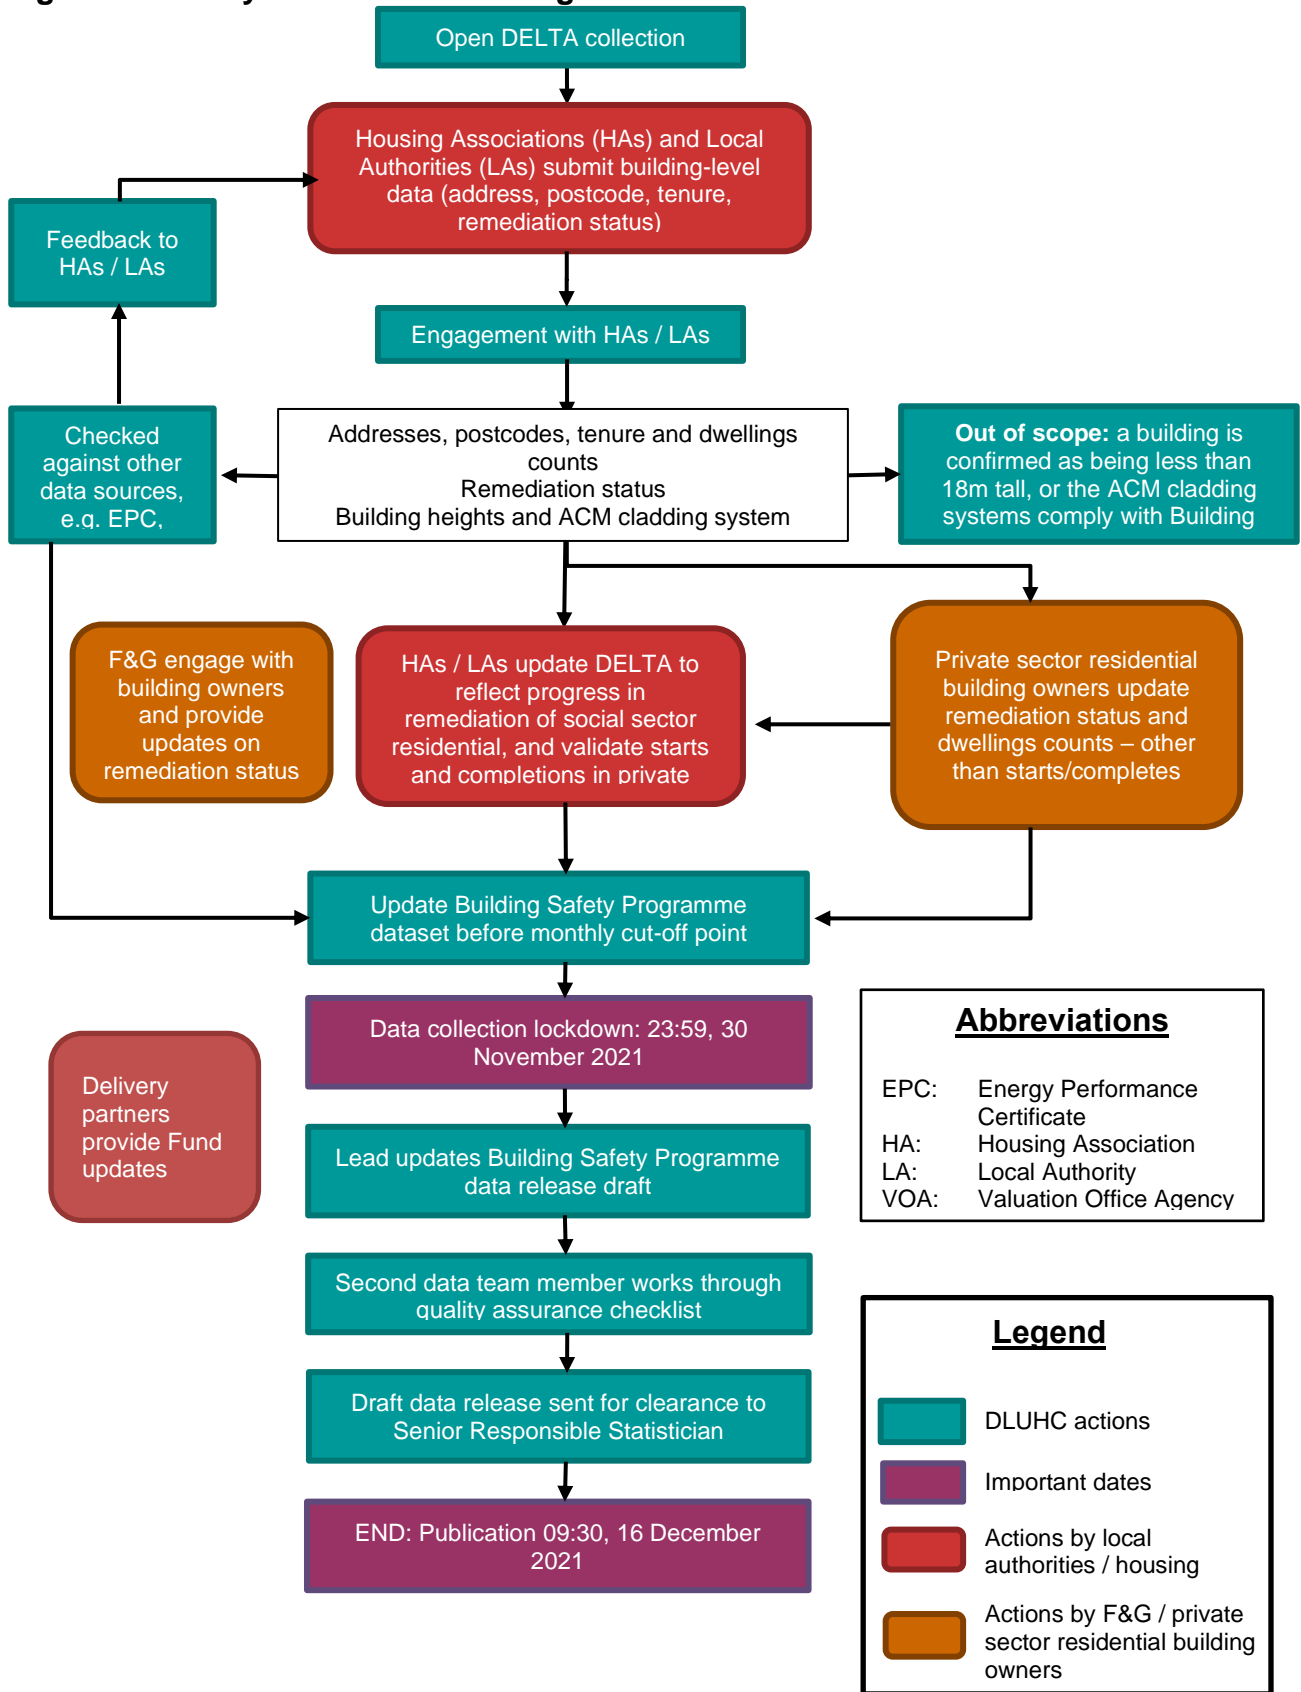 Open DELTA collection
Housing Associations (HAs) and Local
Authorities (LAs) submit building-level
data (address, postcode, tenure,
remediation status)
Feedback to
HAs / LAs
Engagement with HAs / LAs
Checked
against other
data sources,
e.g. EPC,
Addresses, postcodes, tenure and dwellings
counts
Remediation status
Building heights and ACM cladding system
Out of scope: a building is
confirmed as being less than
18m tall, or the ACM cladding
systems comply with Building
F&G engage with
building owners
and provide
updates on
remediation status
HAs / LAs update DELTA to
reflect progress in
remediation of social sector
residential, and validate starts
and completions in private
Private sector residential
building owners update
remediation status and
dwellings counts – other
than starts/completes
Update Building Safety Programme
dataset before monthly cut-off point
Data collection lockdown: 23:59, 30
November 2021
Delivery
partners
provide Fund
updates
Lead updates Building Safety Programme
data release draft
Second data team member works through
quality assurance checklist
Draft data release sent for clearance to
Senior Responsible Statistician
END: Publication 09:30, 16 December
2021
Abbreviations
EPC: Energy Performance
Certificate
HA: Housing Association
LA: Local Authority
VOA: Valuation Office Agency
Legend
DLUHC actions
Important dates
Actions by local
authorities / housing
Actions by F&G / private
sector residential building
owners